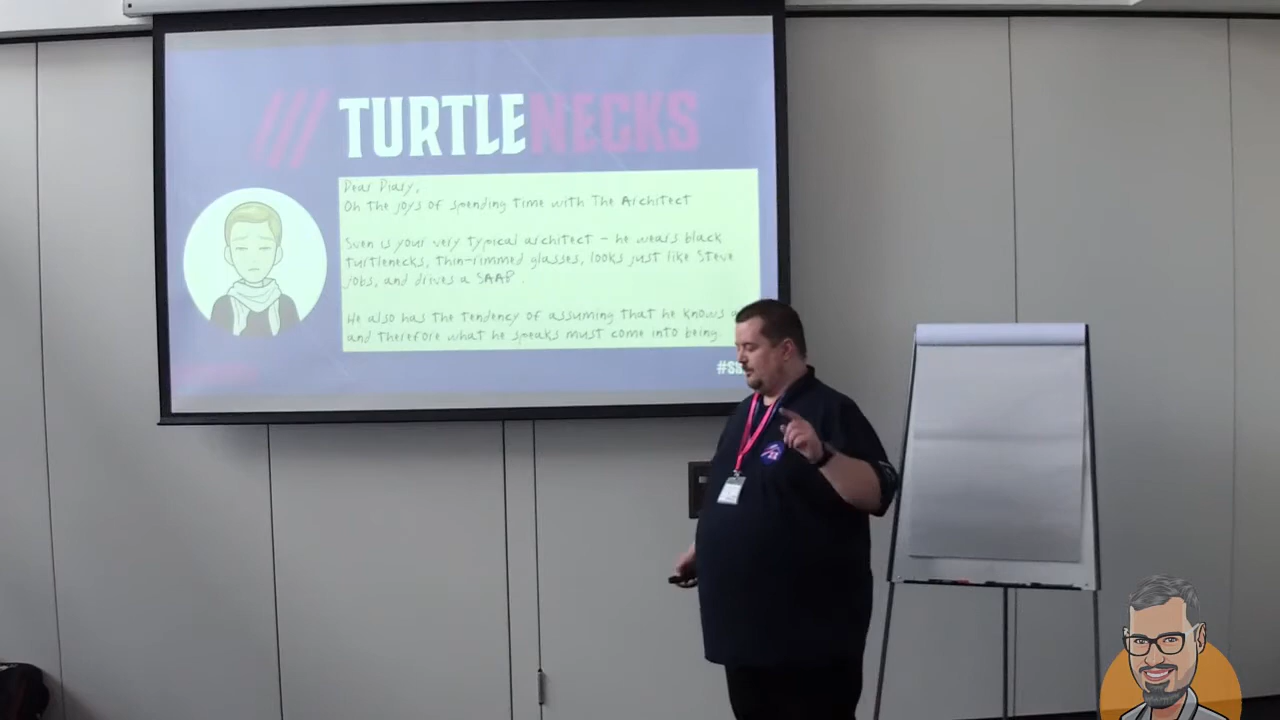 TURTLENECKS
Dear Diary,
Oh the joys of spending time with The Architect
Sven is your very typical architect - he wears black
turtlenecks, thin-rimmed glasses, looks just like Steve
Jobs, and drives a SAAB.
He also has the tendency of assuming that he knows
and therefore what he speaks must come into being.